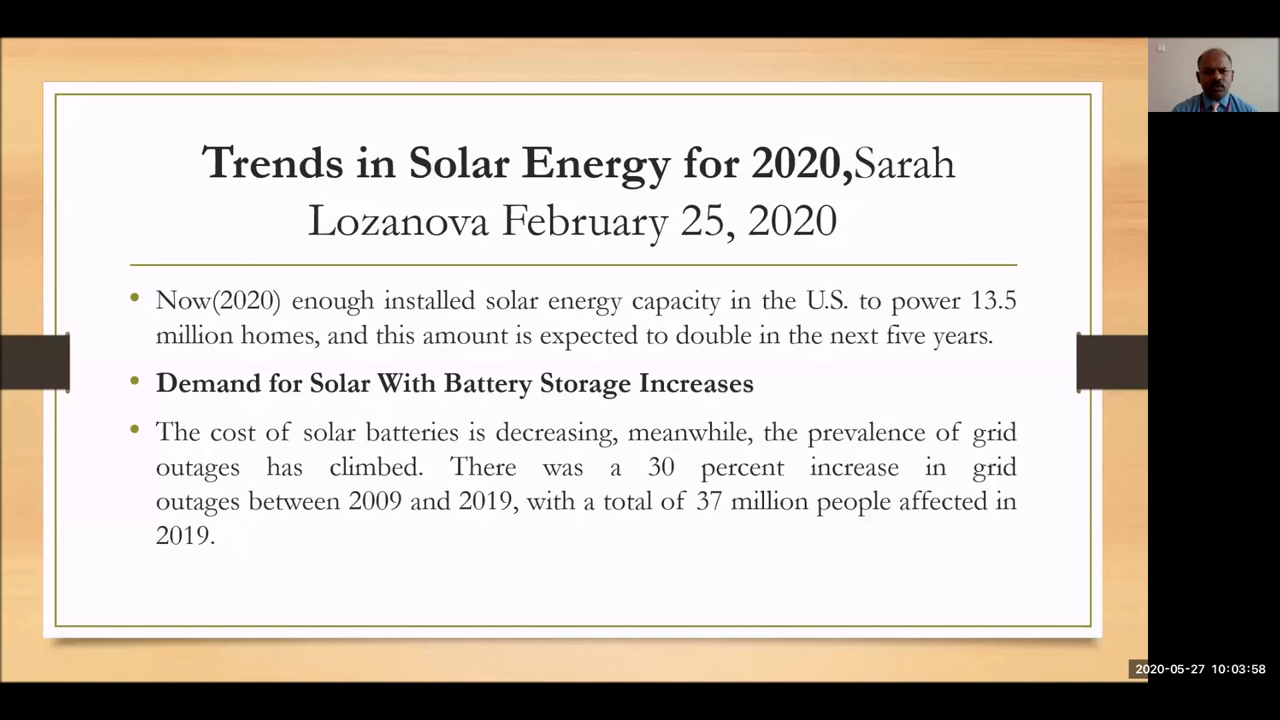 Trends in Solar Energy for 2020,Sarah
Lozanova February 25, 2020
• Now(2020) enough installed solar energy capacity in the U.S. to power 13.5
million homes, and this amount is expected to double in the next five years.
• Demand for Solar With Battery Storage Increases
• The cost of solar batteries is decreasing, meanwhile, the prevalence of grid
outages has climbed. There was a 30 percent increase in grid
outages between 2009 and 2019, with a total of 37 million people affected in
2019.
2020-05-27 10:03:58